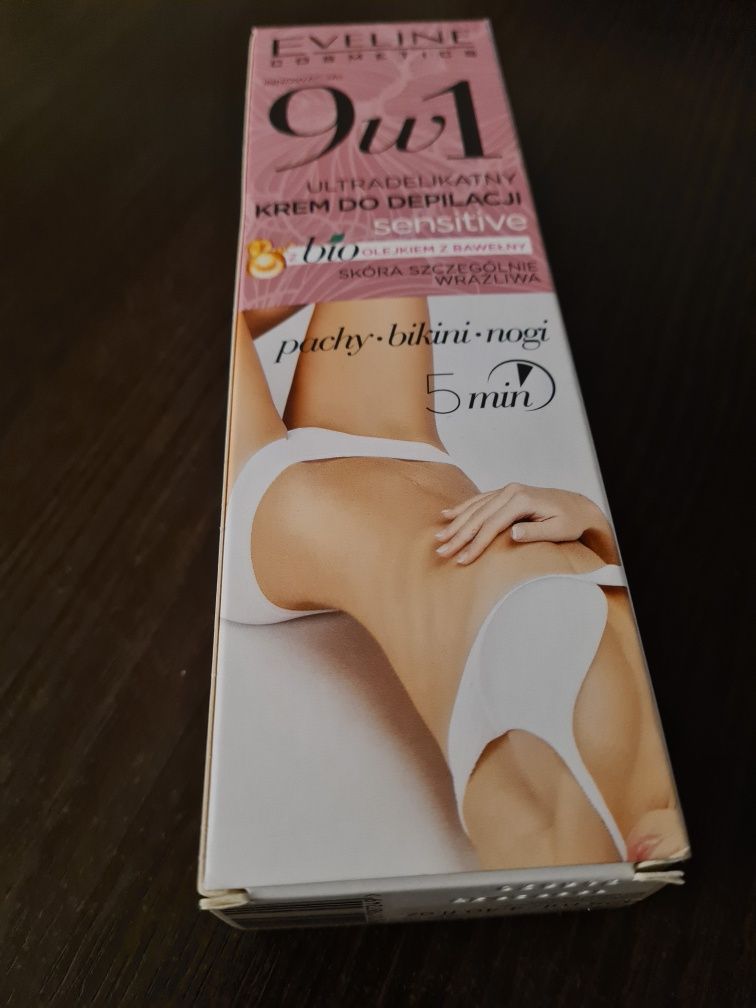 EVELINE
COSMETICS
9w1
ULTRADELIKATNY
KREM DO DEPILACJI
sensitive
z bio OLEJKIEM Z BAWEŁNY
SKÓRA SZCZEGÓLNIE
WRAŻLIWA
pachy·bikini·nogi
5 min